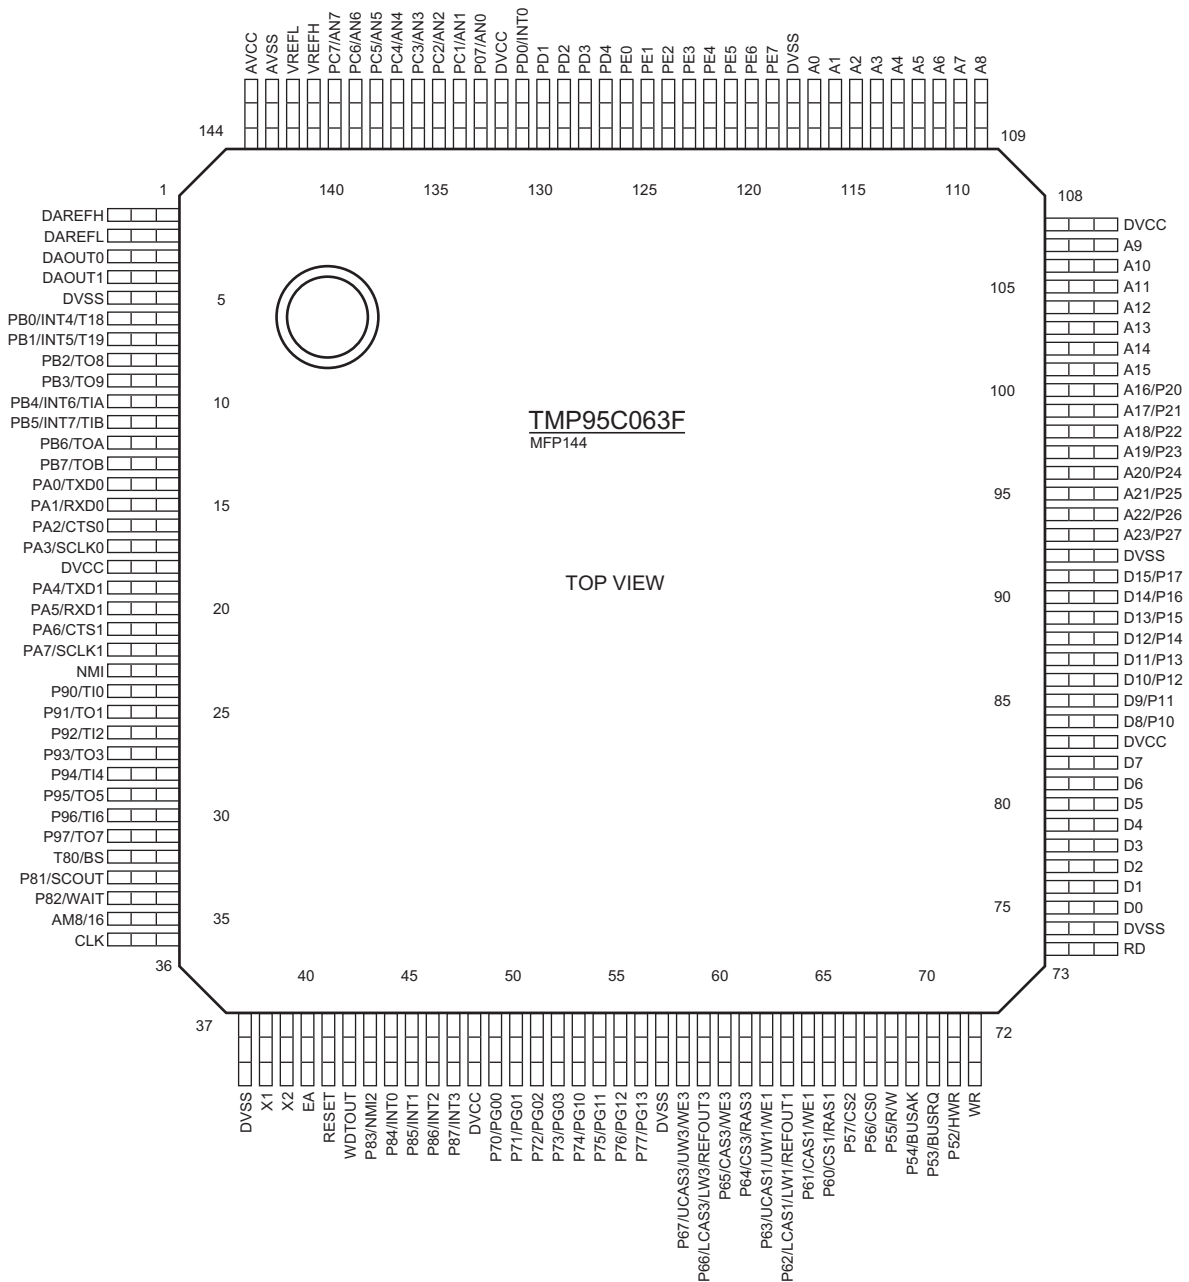 AVCC
AVSS
VREFL
VREFH
PC7/AN7
PC6/AN6
PC5/AN5
PC4/AN4
PC3/AN3
PC2/AN2
PC1/AN1
P07/AN0
DVCC
PD0/INT0
PD1
PD2
PD3
PD4
PE0
PE1
PE2
PE3
PE4
PE5
PE6
PE7
DVSS
A0
A1
A2
A3
A4
A5
A6
A7
A8
144
109
1
140
135
130
125
120
115
110
108
DAREFH
DAREFL
DAOUT0
DAOUT1
DVSS
PB0/INT4/T18
PB1/INT5/T19
PB2/TO8
PB3/TO9
PB4/INT6/TIA
PB5/INT7/TIB
PB6/TOA
PB7/TOB
PA0/TXD0
PA1/RXD0
PA2/CTS0
PA3/SCLK0
DVCC
PA4/TXD1
PA5/RXD1
PA6/CTS1
PA7/SCLK1
NMI
P90/TI0
P91/TO1
P92/TI2
P93/TO3
P94/TI4
P95/TO5
P96/TI6
P97/TO7
T80/BS
P81/SCOUT
P82/WAIT
AM8/16
CLK
5
10
15
20
25
30
35
TMP95C063F
MFP144
TOP VIEW
105
100
95
90
85
80
75
DVCC
A9
A10
A11
A12
A13
A14
A15
A16/P20
A17/P21
A18/P22
A19/P23
A20/P24
A21/P25
A22/P26
A23/P27
DVSS
D15/P17
D14/P16
D13/P15
D12/P14
D11/P13
D10/P12
D9/P11
D8/P10
DVCC
D7
D6
D5
D4
D3
D2
D1
D0
DVSS
RD
36
40
45
50
55
60
65
70
73
37
72
DVSS
X1
X2
EA
RESET
WDTOUT
P83/NMI2
P84/INT0
P85/INT1
P86/INT2
P87/INT3
DVCC
P70/PG00
P71/PG01
P72/PG02
P73/PG03
P74/PG10
P75/PG11
P76/PG12
P77/PG13
DVSS
P67/UCAS3/UW3/WE3
P66/LCAS3/LW3/REFOUT3
P65/CAS3/WE3
P64/CS3/RAS3
P63/UCAS1/UW1/WE1
P62/LCAS1/LW1/REFOUT1
P61/CAS1/WE1
P60/CS1/RAS1
P57/CS2
P56/CS0
P55/R/W
P54/BUSAK
P53/BUSRQ
P52/HWR
WR